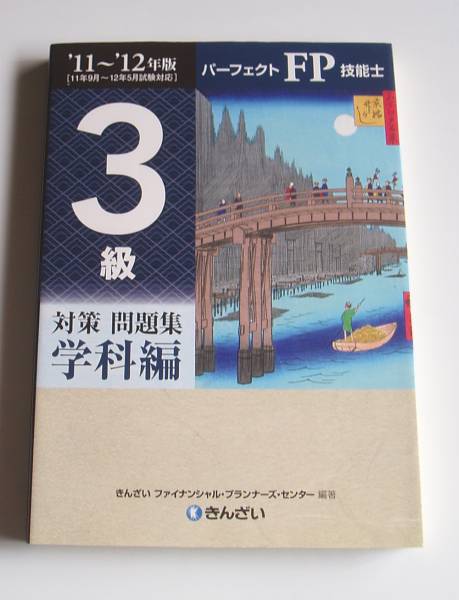 '11～'12年版
[11年9月～12年5月試験対応]
パーフェクト FP 技能士
3
級
対策 問題集
学科編
きんざい ファイナンシャル・プランナーズ・センター 編著
きんざい